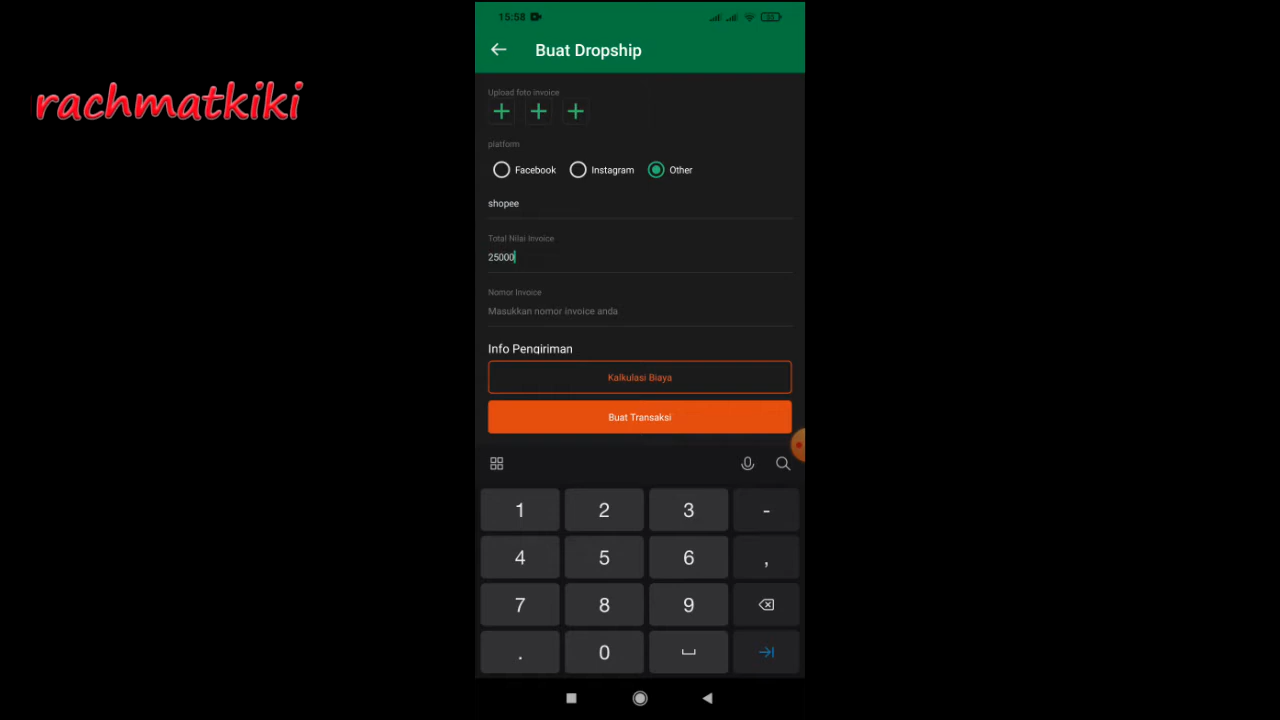 15:58
Buat Dropship
rachmatkiki
Upload foto invoice
platform
Facebook
Instagram
Other
shopee
Total Nilai Invoice
25000
Nomor Invoice
Masukkan nomor invoice anda
Info Pengiriman
Kalkulasi Biaya
Buat Transaksi
1 2 3 -
4 5 6 ,
7 8 9
. 0